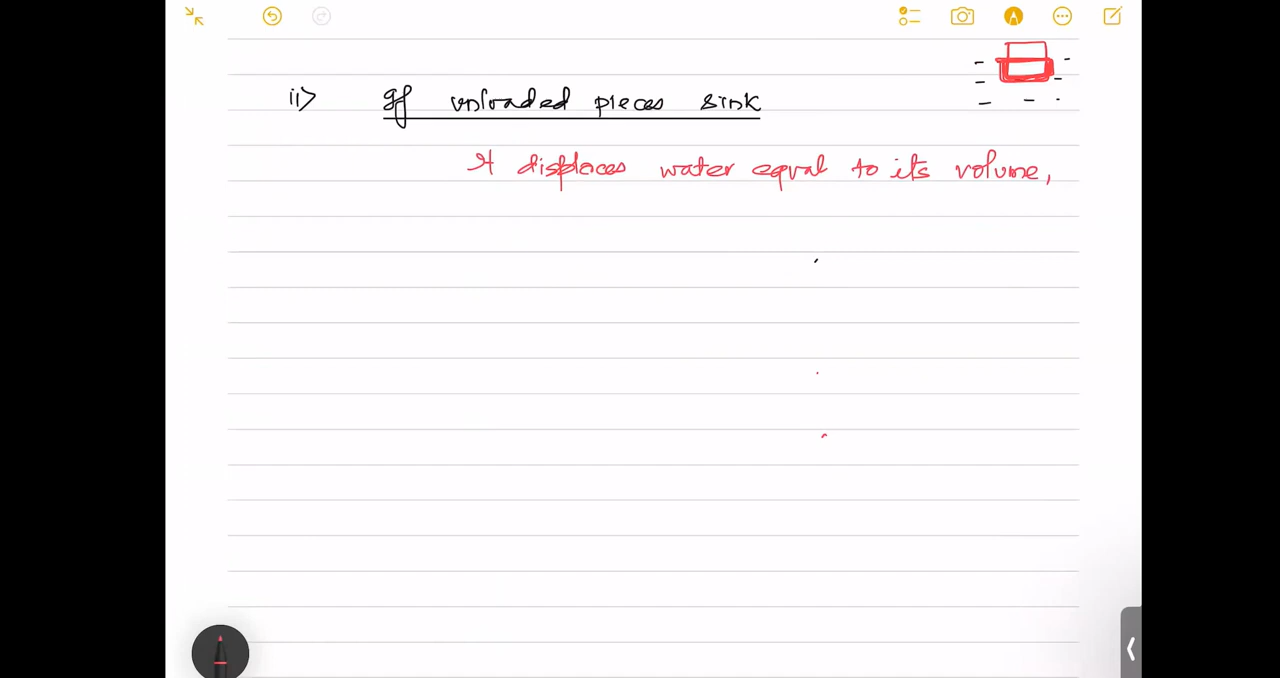 ii> If unloaded pieces sink
It displaces water equal to its volume,